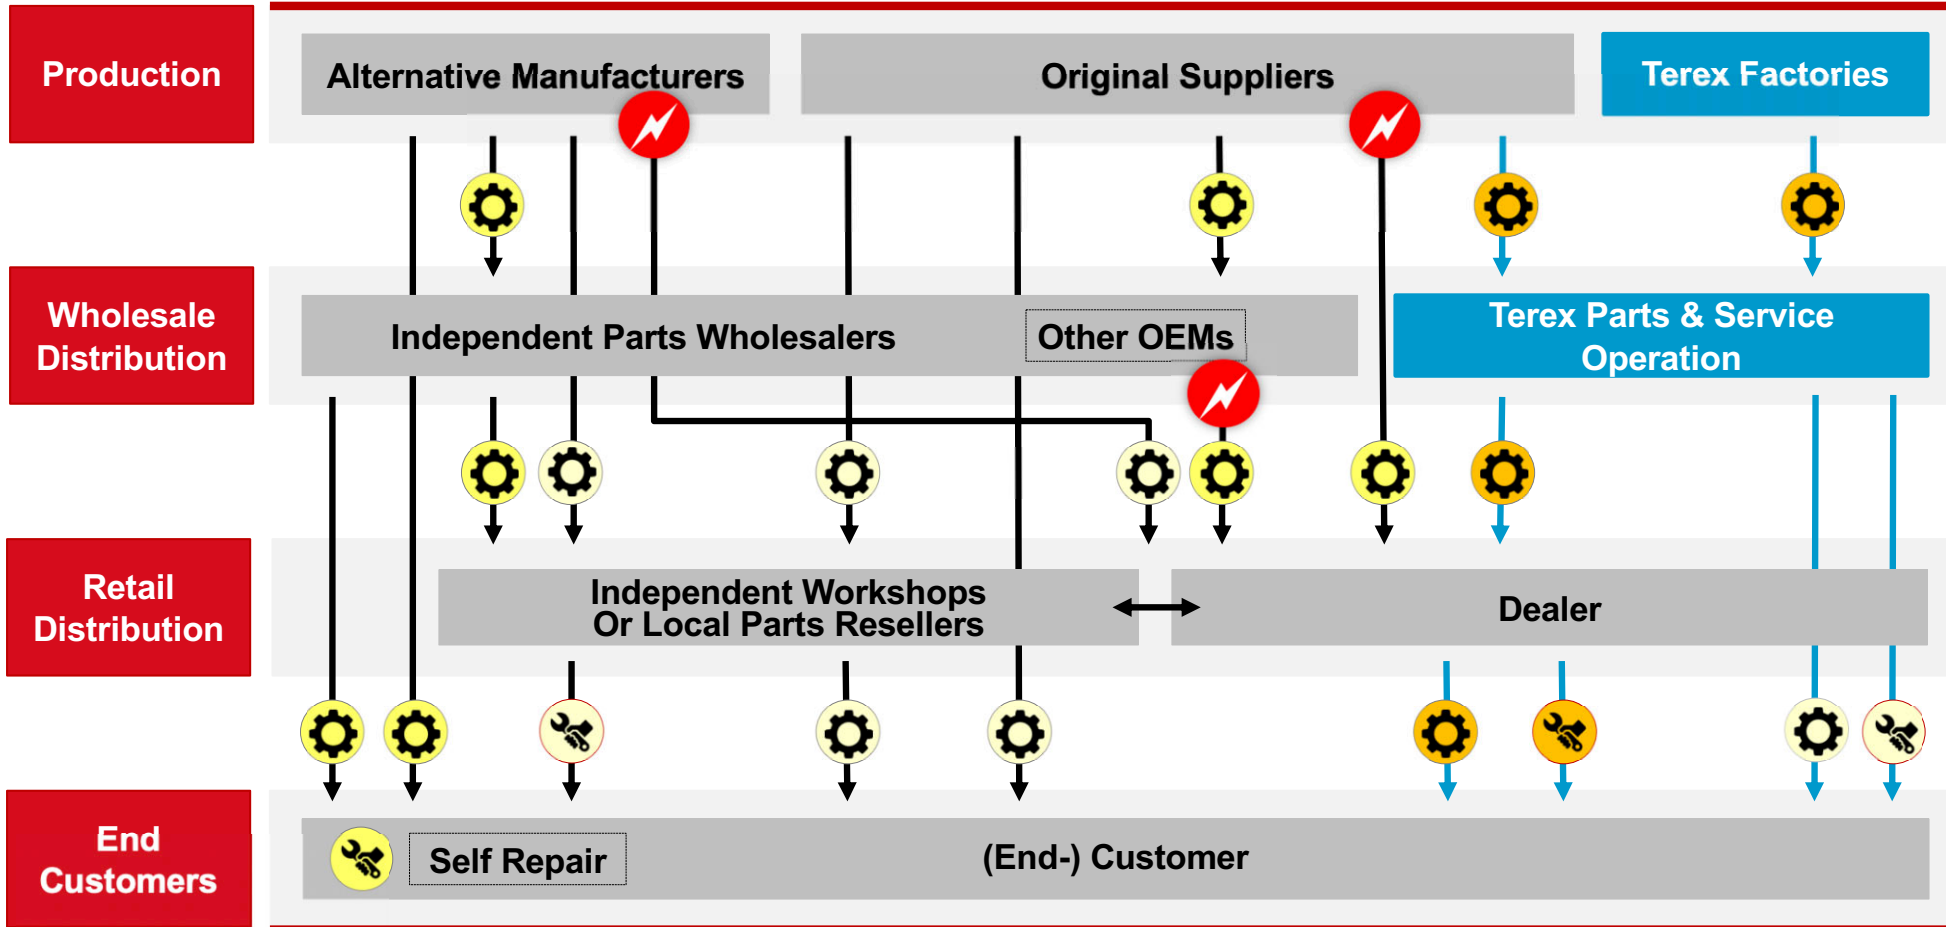 Production
Alternative Manufacturers
Original Suppliers
Terex Factories
Wholesale
Distribution
Independent Parts Wholesalers
Other OEMs
Terex Parts & Service
Operation
Retail
Distribution
Independent Workshops
Or Local Parts Resellers
Dealer
End
Customers
Self Repair
(End-) Customer